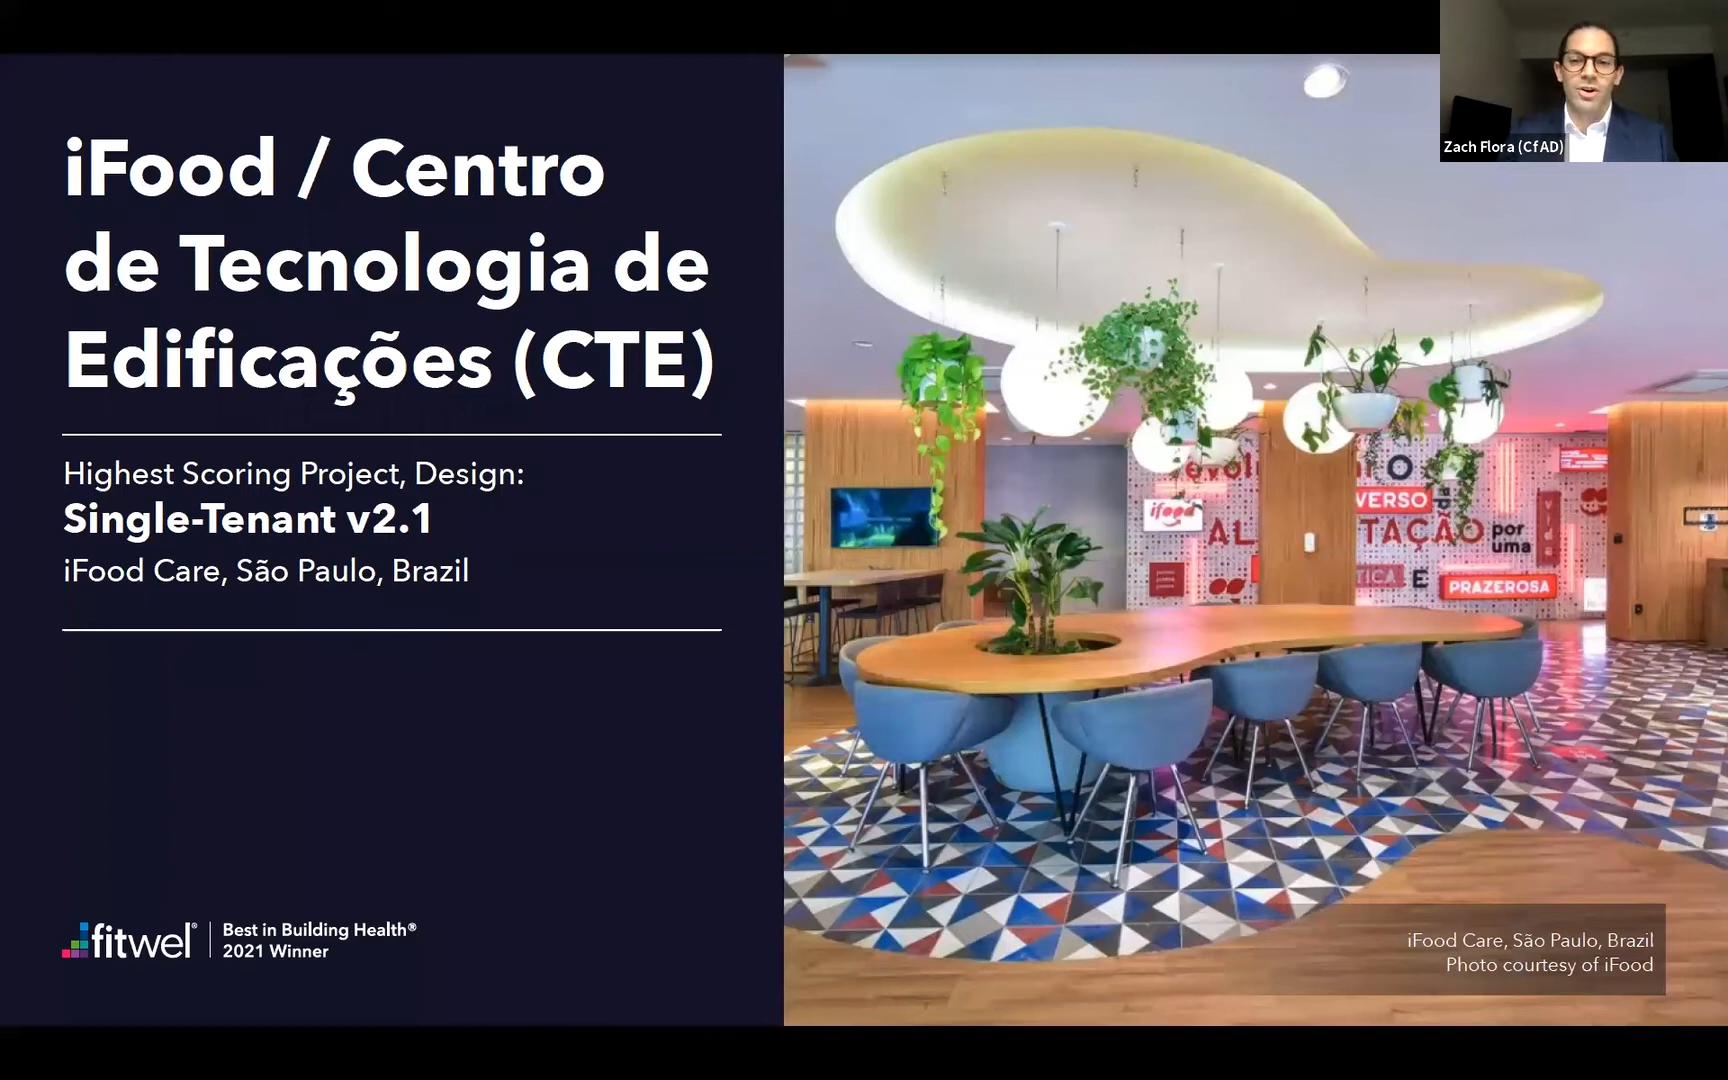 iFood / Centro
de Tecnologia de
Edificações (CTE)
Highest Scoring Project, Design:
Single-Tenant v2.1
iFood Care, São Paulo, Brazil
fitwel®
Best in Building Health®
2021 Winner
Zach Flora (CfAD)
ifood
VERSO
TAÇÃO
por
uma
vida
E
PRAZEROSA
iFood Care, São Paulo, Brazil
Photo courtesy of iFood